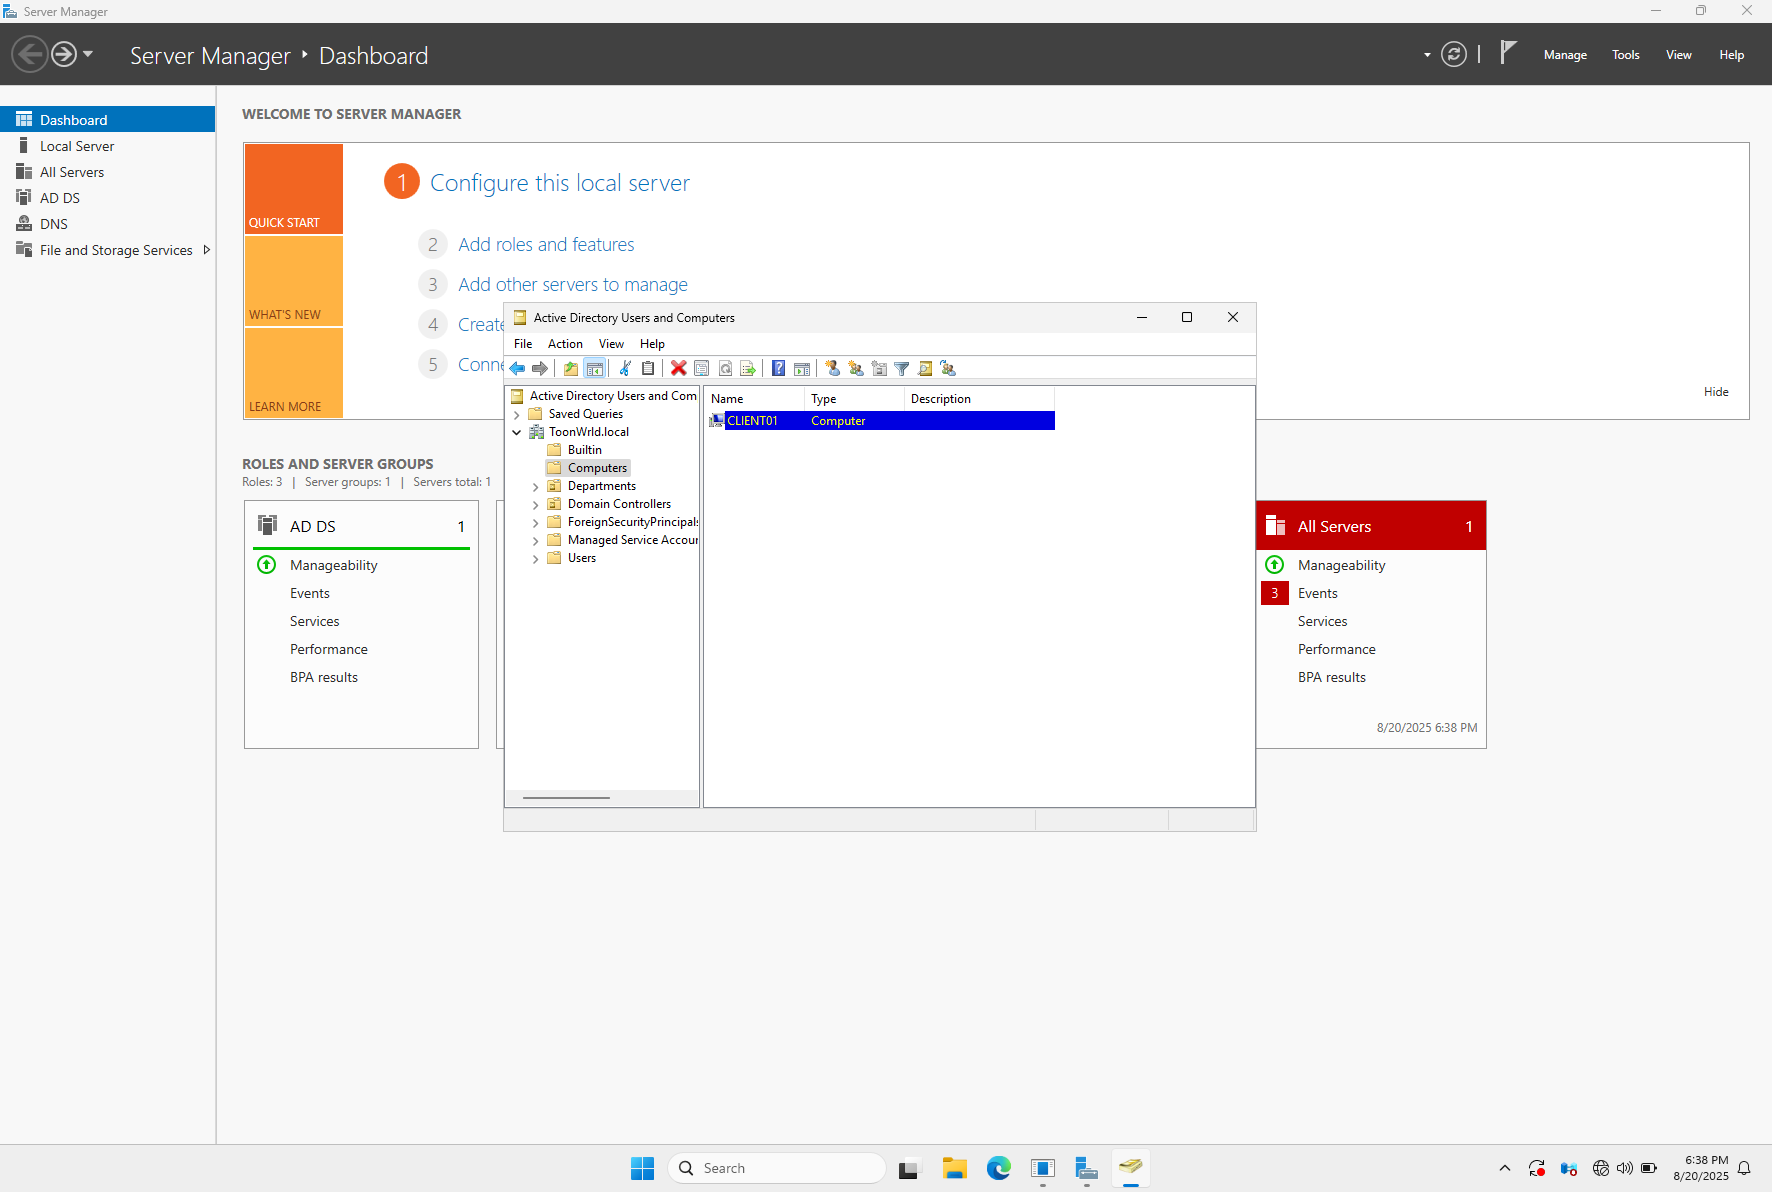 Server Manager
Server Manager Dashboard
Manage Tools View Help
Dashboard
Local Server
All Servers
AD DS
DNS
File and Storage Services
WELCOME TO SERVER MANAGER
QUICK START
WHAT'S NEW
LEARN MORE
1 Configure this local server
2 Add roles and features
3 Add other servers to manage
4 Create
5 Conne
Hide
ROLES AND SERVER GROUPS
Roles: 3 | Server groups: 1 | Servers total: 1
AD DS 1
Manageability
Events
Services
Performance
BPA results
Active Directory Users and Computers
File Action View Help
Active Directory Users and Com
Saved Queries
ToonWrld.local
Builtin
Computers
Departments
Domain Controllers
ForeignSecurityPrincipals
Managed Service Accour
Users
Name Type Description
CLIENT01 Computer
All Servers 1
Manageability
3 Events
Services
Performance
BPA results
8/20/2025 6:38 PM
Search
6:38 PM
8/20/2025